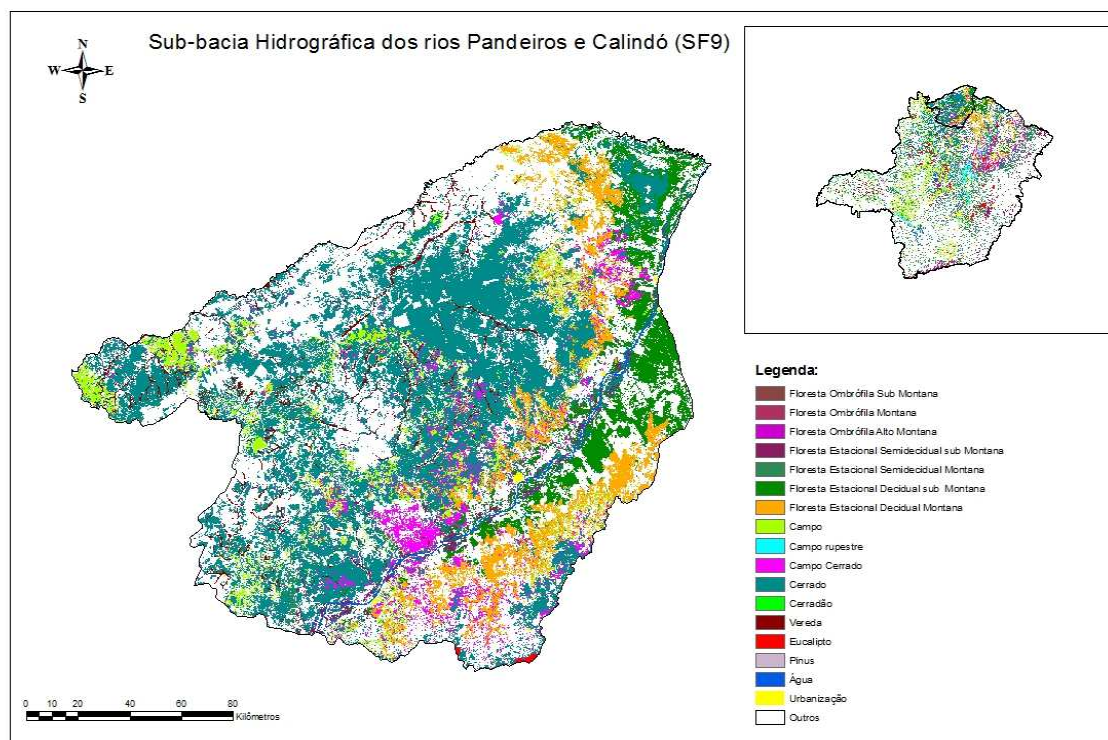 Sub-bacia Hidrográfica dos rios Pandeiros e Calindó (SF9)
N
W E
S
Legenda:
Floresta Ombrófila Sub Montana
Floresta Ombrófila Montana
Floresta Ombrófila Alto Montana
Floresta Estacional Semidecidual sub Montana
Floresta Estacional Semidecidual Montana
Floresta Estacional Decidual sub Montana
Floresta Estacional Decidual Montana
Campo
Campo rupestre
Campo Cerrado
Cerrado
Cerradão
Vereda
Eucalipto
Pinus
Água
Urbanização
Outros
0 10 20 40 60 80
Kilômetros